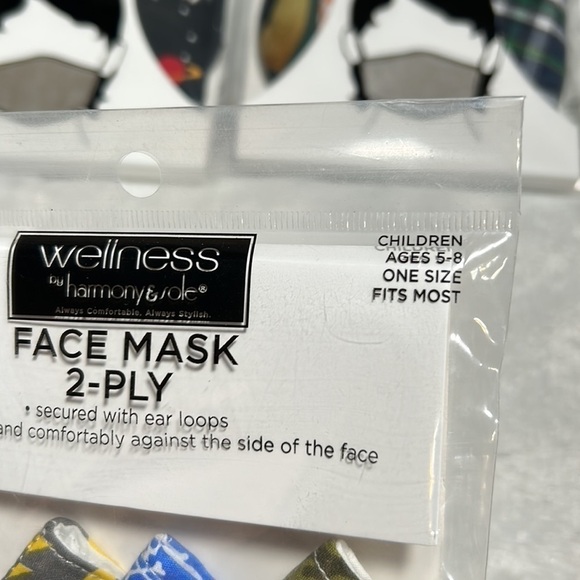 wellness
by harmony & sole®
Always Comfortable. Always Stylish.
CHILDREN
AGES 5-8
ONE SIZE
FITS MOST
FACE MASK
2-PLY
• secured with ear loops
and comfortably against the side of the face